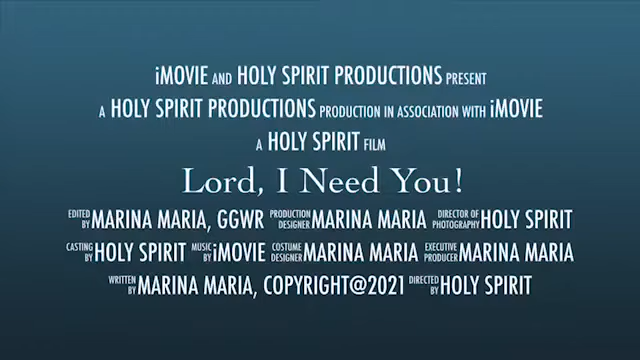 iMOVIE AND HOLY SPIRIT PRODUCTIONS PRESENT
A HOLY SPIRIT PRODUCTIONS PRODUCTION IN ASSOCIATION WITH iMOVIE
A HOLY SPIRIT FILM
Lord, I Need You!
EDITED BY MARINA MARIA, GGWR PRODUCTION DESIGNER MARINA MARIA DIRECTOR OF PHOTOGRAPHY HOLY SPIRIT
CASTING BY HOLY SPIRIT MUSIC BY iMOVIE COSTUME DESIGNER MARINA MARIA EXECUTIVE PRODUCER MARINA MARIA
WRITTEN BY MARINA MARIA, COPYRIGHT@2021 DIRECTED BY HOLY SPIRIT